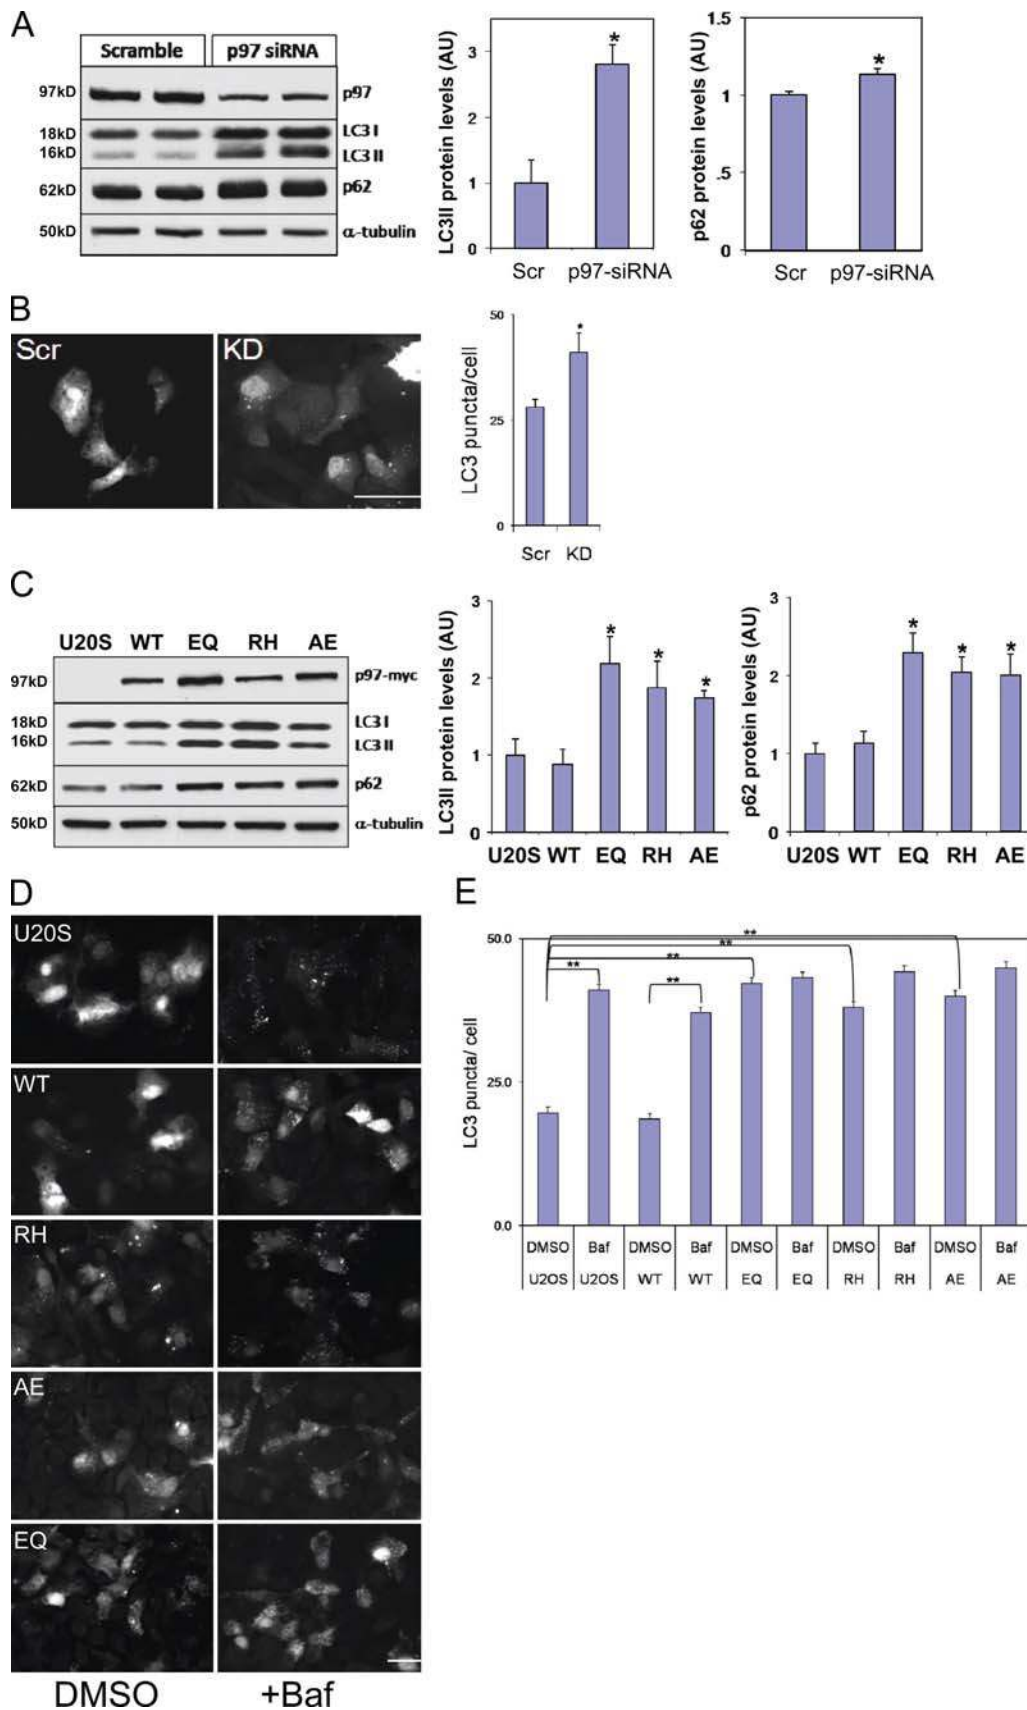 A
Scramble p97 siRNA
97kD p97
18kD LC3 I
16kD LC3 II
62kD p62
50kD α-tubulin
LC3II protein levels (AU)
3
2
1
0
*
Scr p97-siRNA
p62 protein levels (AU)
1.5
1
.5
0
*
Scr p97-siRNA
B
Scr KD
LC3 puncta/cell
50
25
0
*
Scr KD
C
U20S WT EQ RH AE
97kD p97-myc
18kD LC3 I
16kD LC3 II
62kD p62
50kD α-tubulin
LC3II protein levels (AU)
3
2
1
0
* * *
U20S WT EQ RH AE
p62 protein levels (AU)
3
2
1
0
* * *
U20S WT EQ RH AE
D
U20S
WT
RH
AE
EQ
DMSO +Baf
E
LC3 puncta/ cell
50.0
25.0
0.0
**
**
**
** **
DMSO Baf DMSO Baf DMSO Baf DMSO Baf DMSO Baf
U2OS U2OS WT WT EQ EQ RH RH AE AE